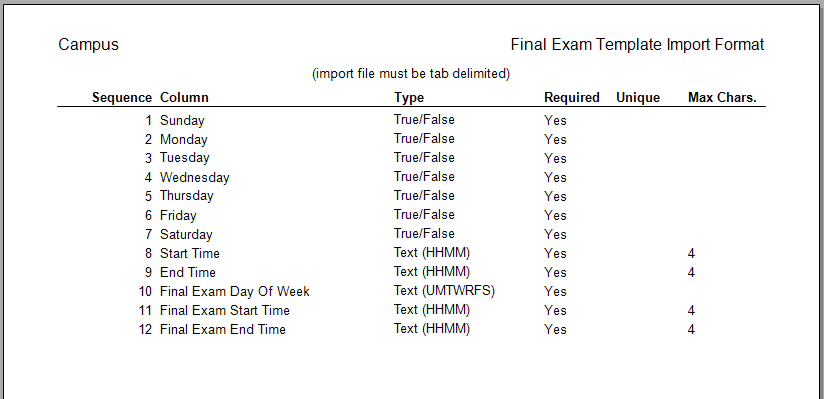 Campus Final Exam Template Import Format
(import file must be tab delimited)
Sequence Column Type Required Unique Max Chars.
1 Sunday True/False Yes
2 Monday True/False Yes
3 Tuesday True/False Yes
4 Wednesday True/False Yes
5 Thursday True/False Yes
6 Friday True/False Yes
7 Saturday True/False Yes
8 Start Time Text (HHMM) Yes 4
9 End Time Text (HHMM) Yes 4
10 Final Exam Day Of Week Text (UMTWRFS) Yes
11 Final Exam Start Time Text (HHMM) Yes 4
12 Final Exam End Time Text (HHMM) Yes 4